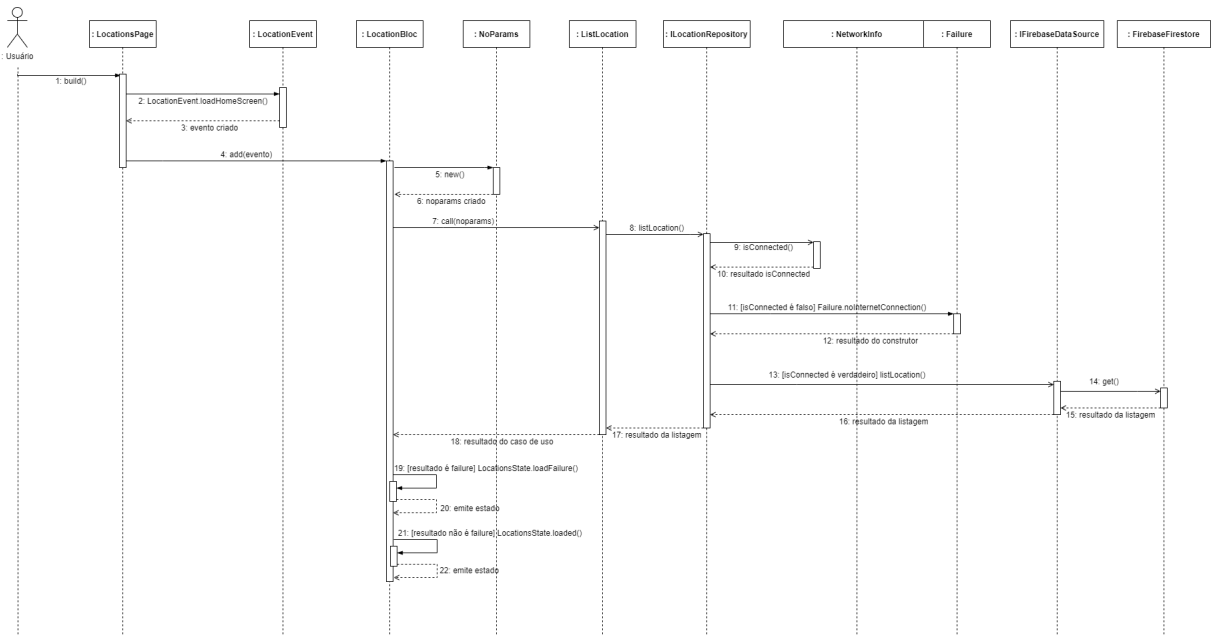 : Usuário
: LocationsPage
: LocationEvent
: LocationBloc
: NoParams
: ListLocation
: ILocationRepository
: NetworkInfo
: Failure
: IFirebaseDataSource
: FirebaseFirestore
1: build()
2: LocationEvent.loadHomeScreen()
3: evento criado
4: add(evento)
5: new()
6: noparams criado
7: call(noparams)
8: listLocation()
9: isConnected()
10: resultado isConnected
11: [isConnected é falso] Failure.noInternetConnection()
12: resultado do construtor
13: [isConnected é verdadeiro] listLocation()
14: get()
15: resultado da listagem
16: resultado da listagem
17: resultado da listagem
18: resultado do caso de uso
19: [resultado é failure] LocationsState.loadFailure()
20: emite estado
21: [resultado não é failure] LocationsState.loaded()
22: emite estado